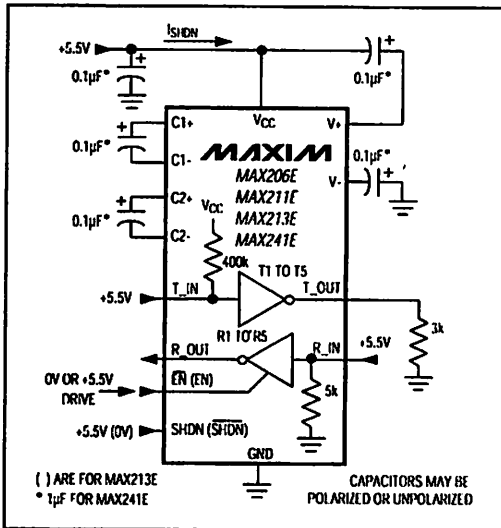 ISHDN
+5.5V
0.1µF*
0.1µF*
VCC
V+
C1+
0.1µF*
C1-
MAXIM
0.1µF*
MAX206E
V-
C2+
MAX211E
0.1µF*
VCC
MAX213E
C2-
MAX241E
400k
T1 TO T5
+5.5V
T_IN
T_OUT
R1 TO R5
3k
R_OUT
R_IN
+5.5V
0V OR +5.5V
DRIVE
EN (EN)
5k
+5.5V (0V)
SHDN (SHDN)
GND
( ) ARE FOR MAX213E
* 1µF FOR MAX241E
CAPACITORS MAY BE
POLARIZED OR UNPOLARIZED